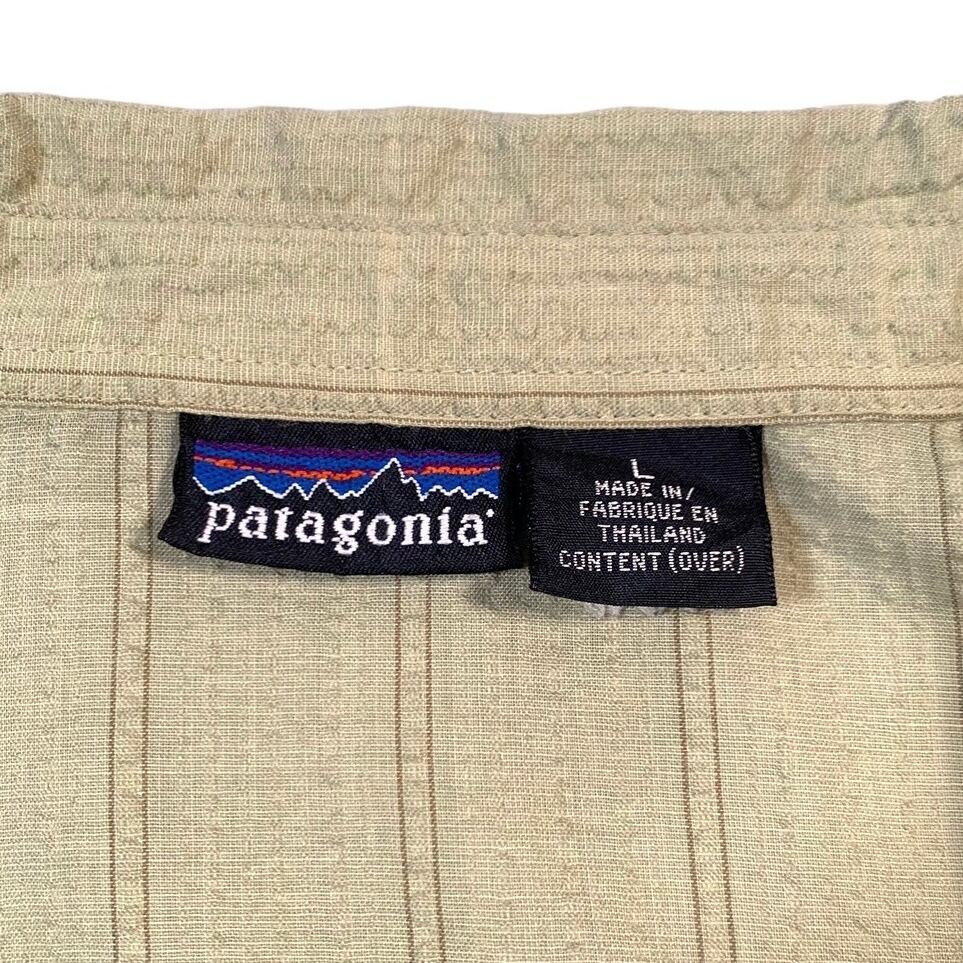 patagonia®
L
MADE IN/
FABRIQUE EN
THAILAND
CONTENT (OVER)